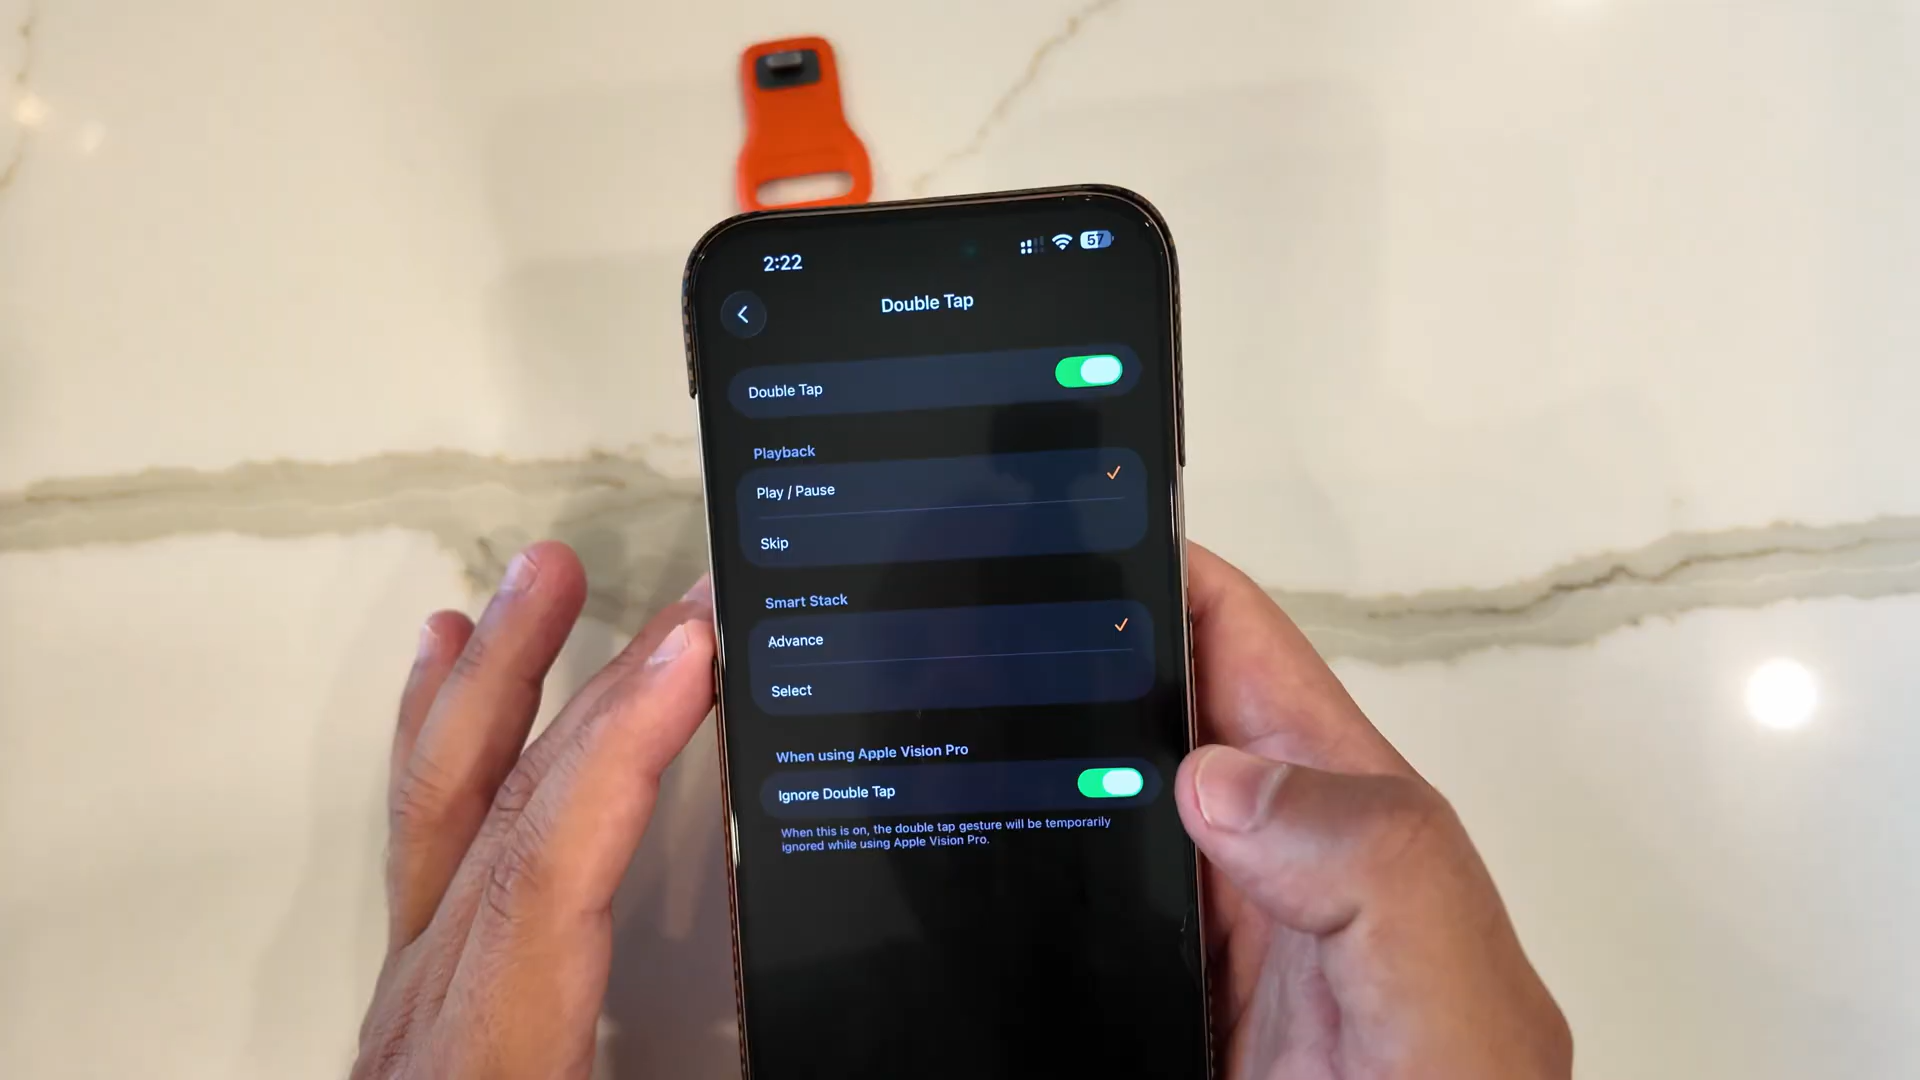 2:22
57
Double Tap
Double Tap
Playback
Play / Pause
Skip
Smart Stack
Advance
Select
When using Apple Vision Pro
Ignore Double Tap
When this is on, the double tap gesture will be temporarily
ignored while using Apple Vision Pro.